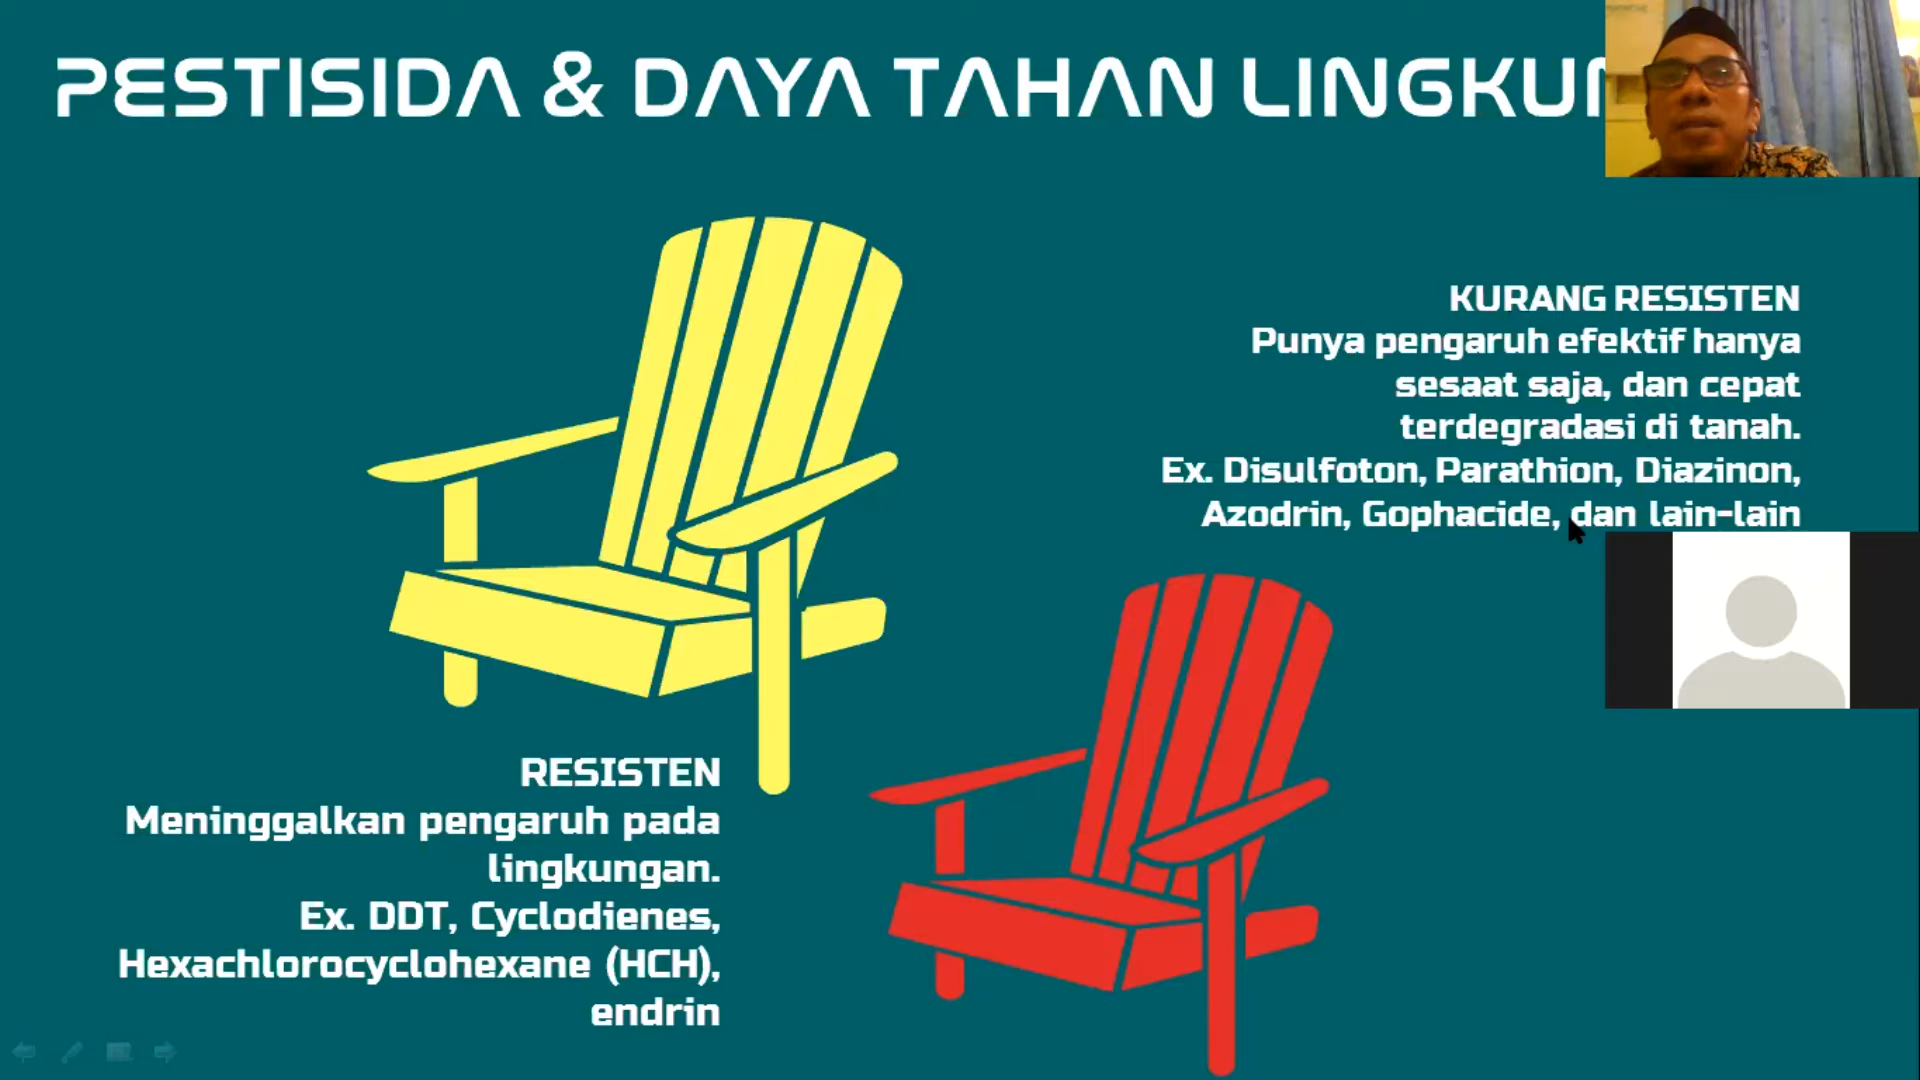 PESTISIDA & DAYA TAHAN
KURANG RESISTEN
Punya pengaruh efektif hanya
sesaat saja, dan cepat
terdegradasi di tanah.
Ex. Disulfoton, Parathion, Diazinon,
Azodrin, Gophacide, dan lain-lain
RESISTEN
Meninggalkan pengaruh pada
lingkungan.
Ex. DDT, Cyclodienes,
Hexachlorocyclohexane (HCH),
endrin